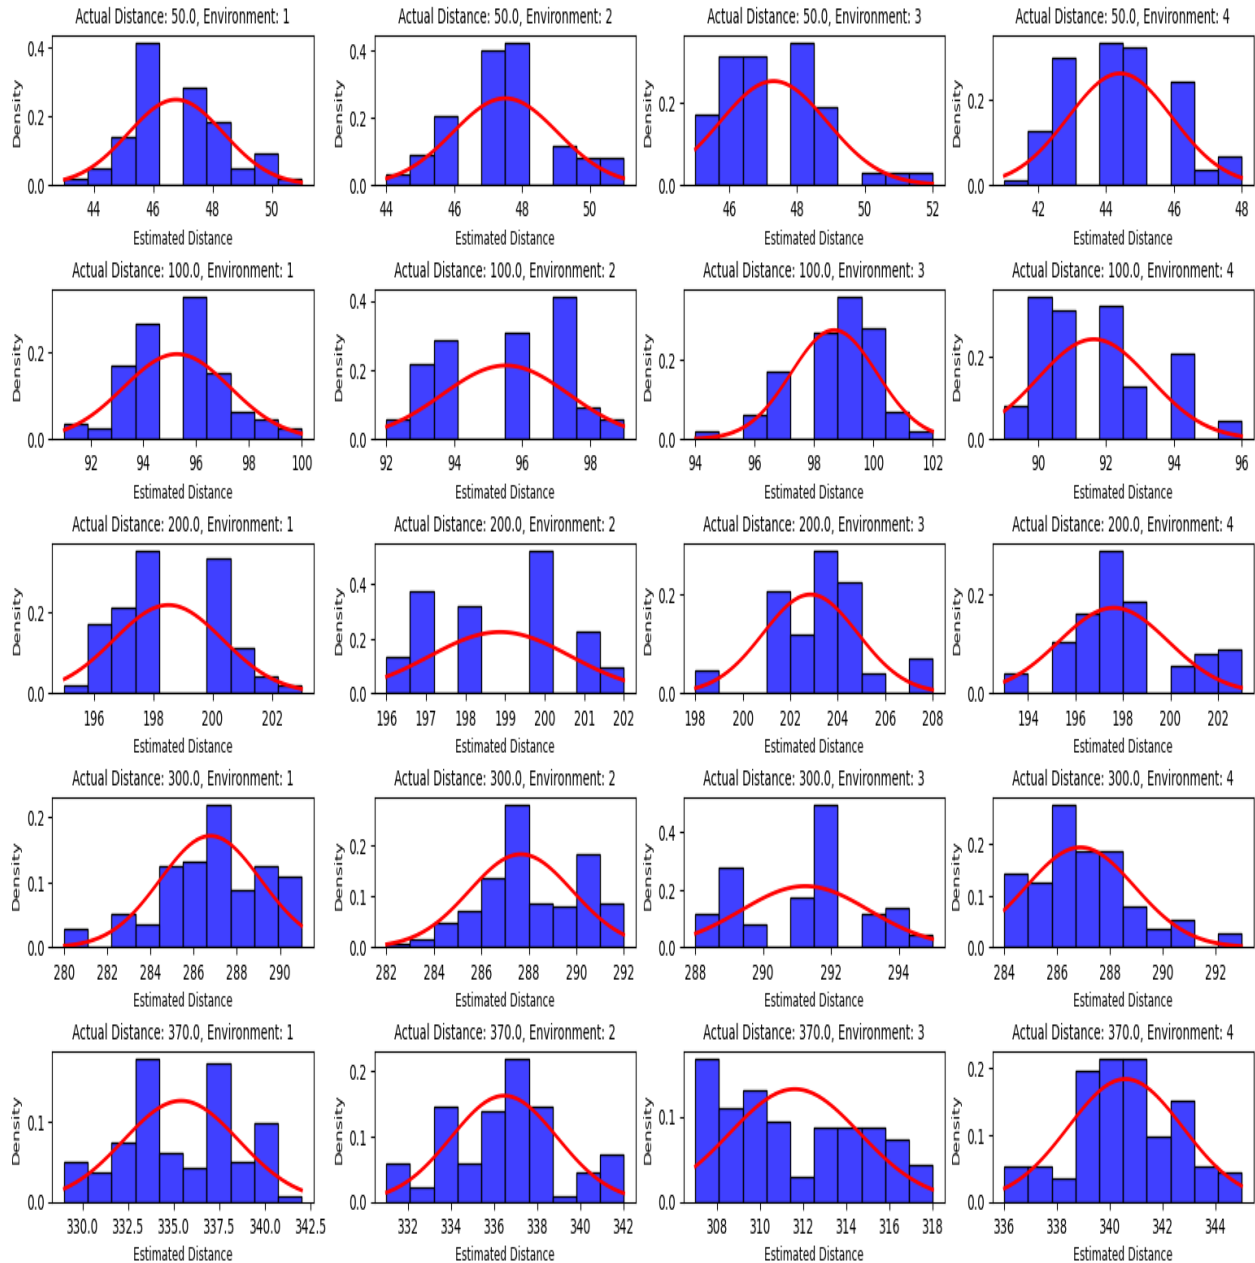 Actual Distance: 50.0, Environment: 1
Actual Distance: 50.0, Environment: 2
Actual Distance: 50.0, Environment: 3
Actual Distance: 50.0, Environment: 4
Density
0.4
0.2
0.0
44 46 48 50
Estimated Distance
Density
0.4
0.2
0.0
44 46 48 50
Estimated Distance
Density
0.2
0.0
46 48 50 52
Estimated Distance
Density
0.2
0.0
42 44 46 48
Estimated Distance
Actual Distance: 100.0, Environment: 1
Actual Distance: 100.0, Environment: 2
Actual Distance: 100.0, Environment: 3
Actual Distance: 100.0, Environment: 4
Density
0.2
0.0
92 94 96 98 100
Estimated Distance
Density
0.4
0.2
0.0
92 94 96 98
Estimated Distance
Density
0.2
0.0
94 96 98 100 102
Estimated Distance
Density
0.2
0.0
90 92 94 96
Estimated Distance
Actual Distance: 200.0, Environment: 1
Actual Distance: 200.0, Environment: 2
Actual Distance: 200.0, Environment: 3
Actual Distance: 200.0, Environment: 4
Density
0.2
0.0
196 198 200 202
Estimated Distance
Density
0.4
0.2
0.0
196 197 198 199 200 201 202
Estimated Distance
Density
0.2
0.0
198 200 202 204 206 208
Estimated Distance
Density
0.2
0.0
194 196 198 200 202
Estimated Distance
Actual Distance: 300.0, Environment: 1
Actual Distance: 300.0, Environment: 2
Actual Distance: 300.0, Environment: 3
Actual Distance: 300.0, Environment: 4
Density
0.2
0.1
0.0
280 282 284 286 288 290
Estimated Distance
Density
0.2
0.1
0.0
282 284 286 288 290 292
Estimated Distance
Density
0.4
0.2
0.0
288 290 292 294
Estimated Distance
Density
0.2
0.1
0.0
284 286 288 290 292
Estimated Distance
Actual Distance: 370.0, Environment: 1
Actual Distance: 370.0, Environment: 2
Actual Distance: 370.0, Environment: 3
Actual Distance: 370.0, Environment: 4
Density
0.1
0.0
330.0 332.5 335.0 337.5 340.0 342.5
Estimated Distance
Density
0.2
0.1
0.0
332 334 336 338 340 342
Estimated Distance
Density
0.1
0.0
308 310 312 314 316 318
Estimated Distance
Density
0.2
0.1
0.0
336 338 340 342 344
Estimated Distance